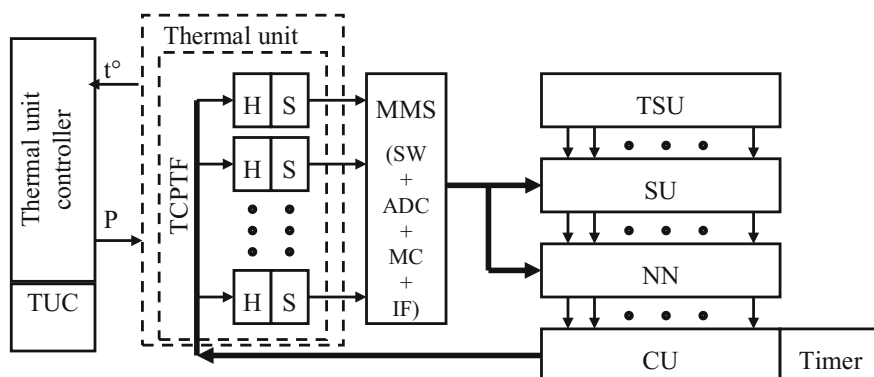 Thermal unit
t°
Thermal unit
controller
P
TUC
TCPTF
H S
H S
H S
MMS
(SW
+
ADC
+
MC
+
IF)
TSU
SU
NN
CU
Timer